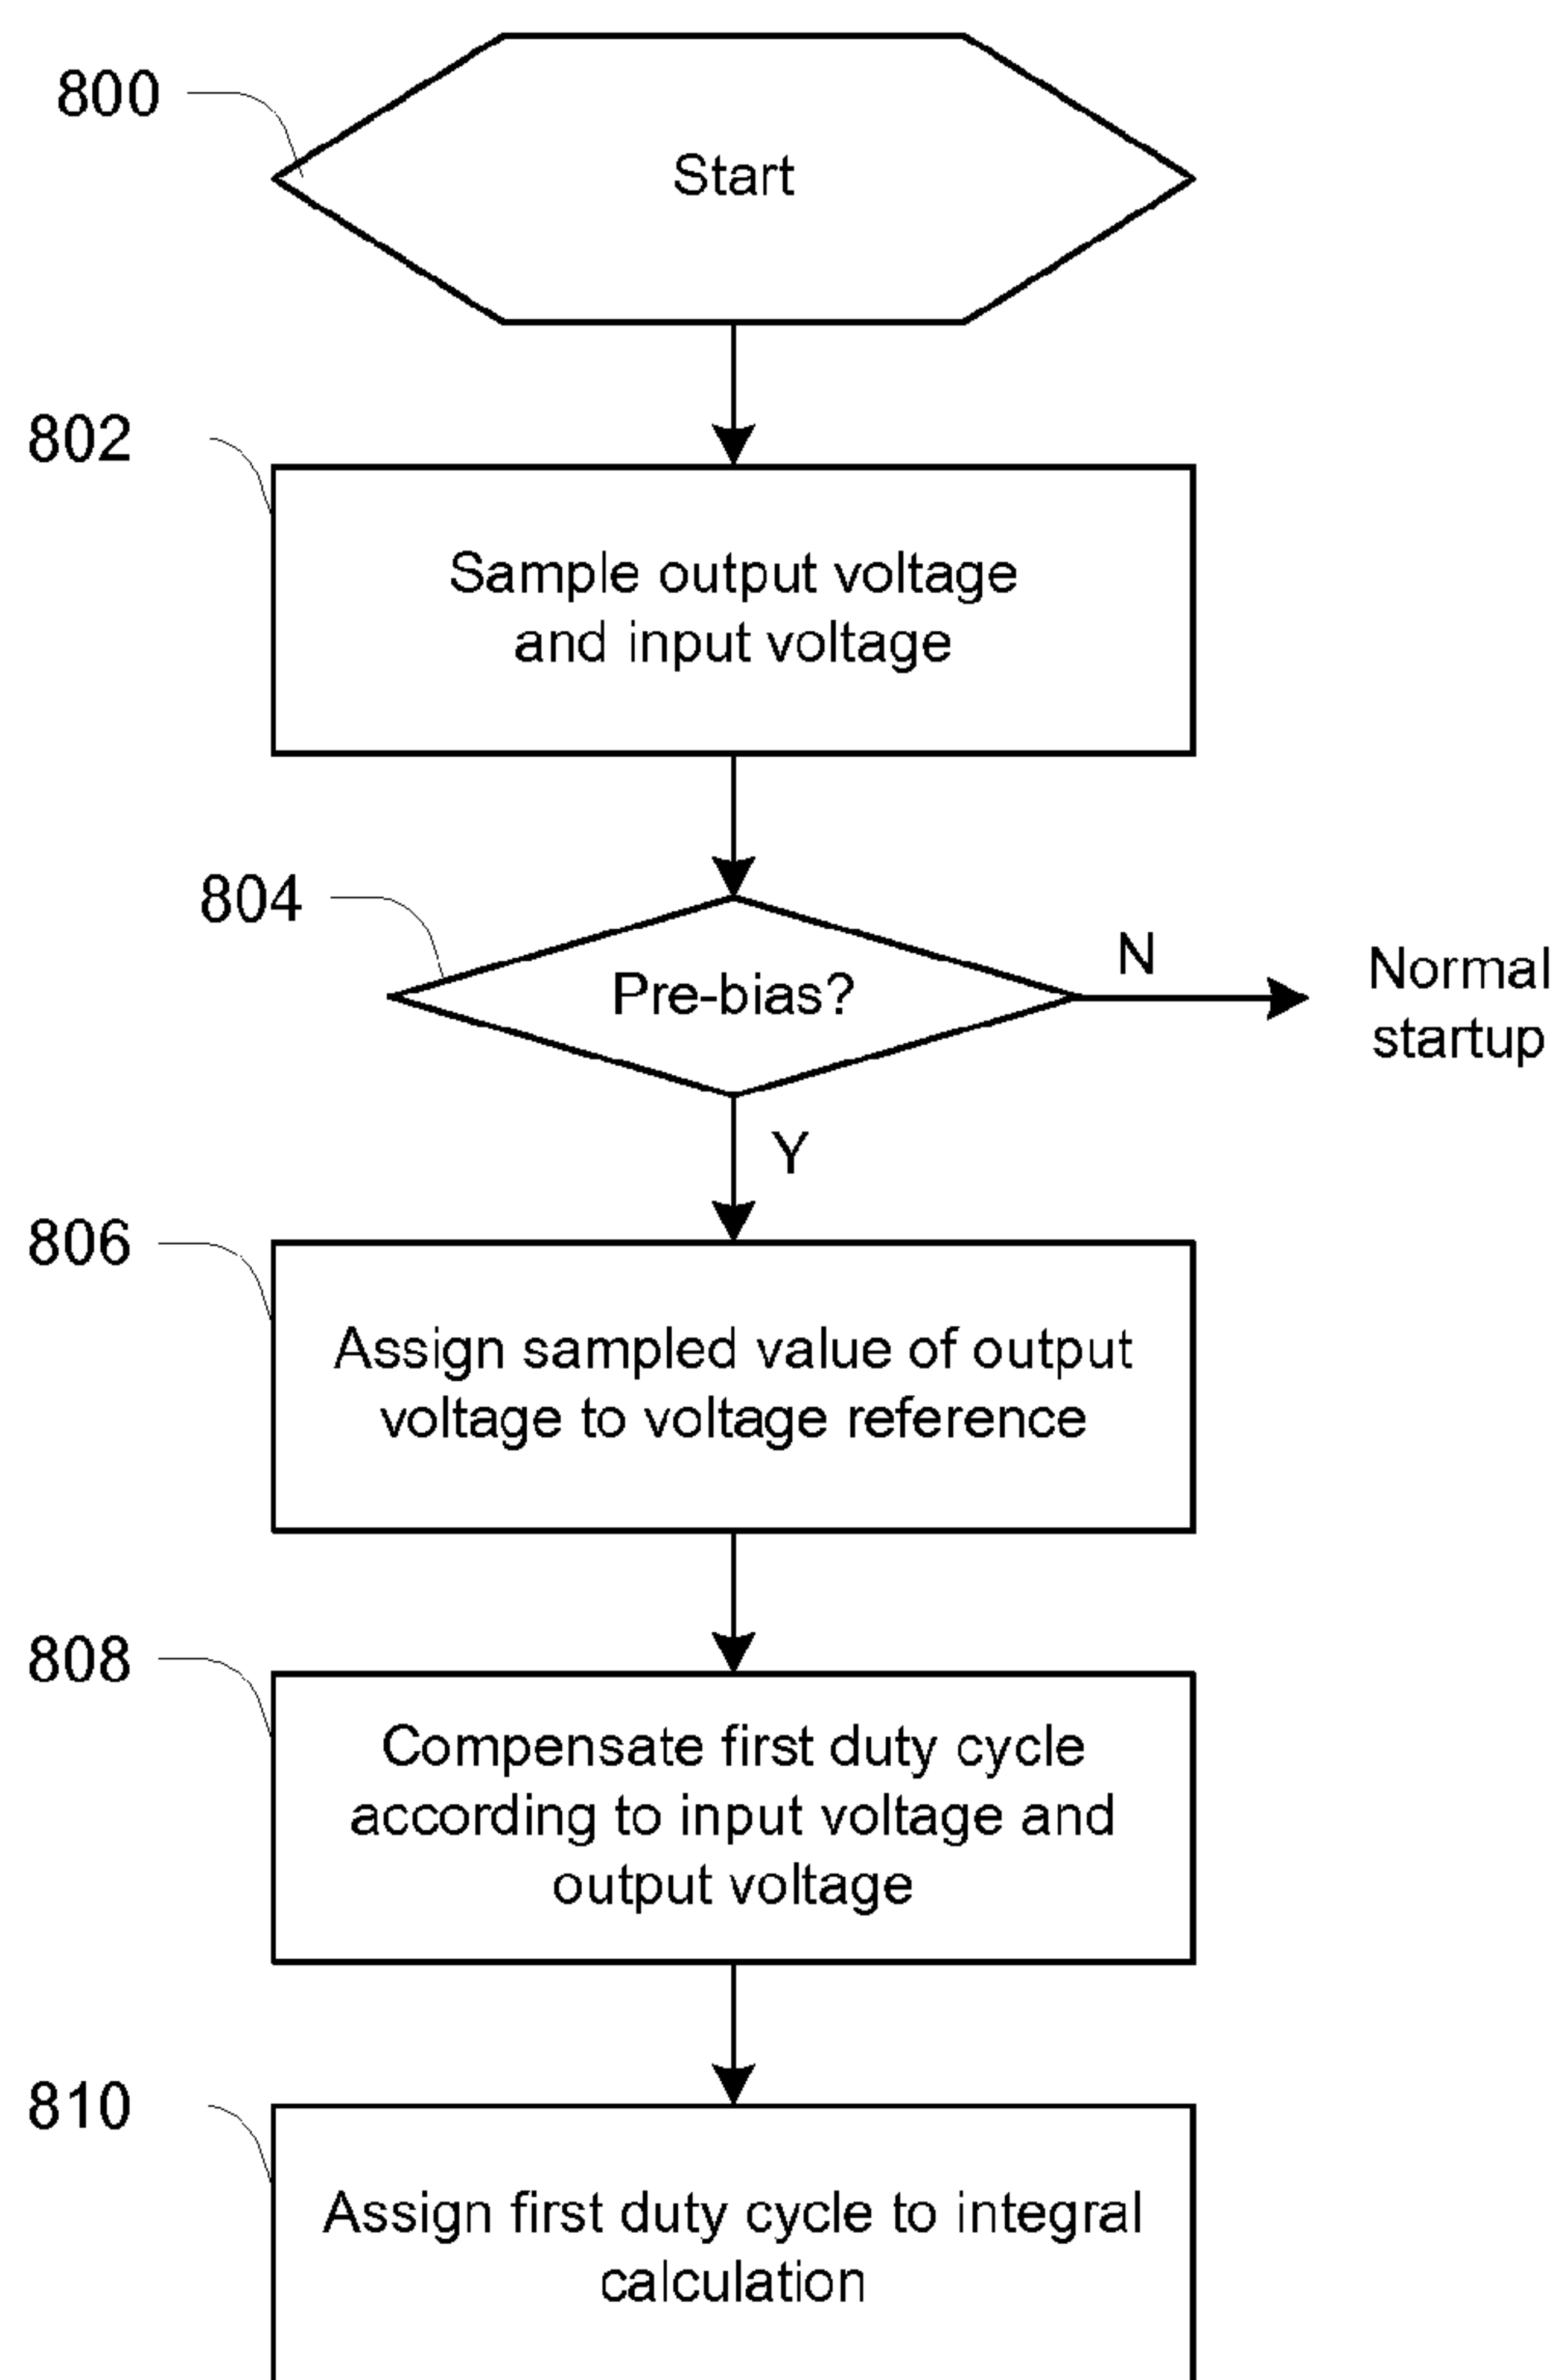 800
Start
802
Sample output voltage
and input voltage
804
Pre-bias?
N
Normal
startup
Y
806
Assign sampled value of output
voltage to voltage reference
808
Compensate first duty cycle
according to input voltage and
output voltage
810
Assign first duty cycle to integral
calculation